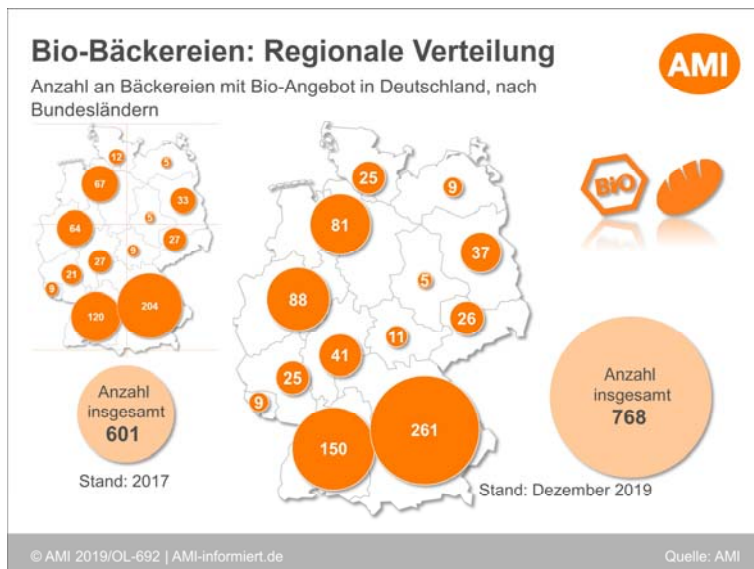 Bio-Bäckereien: Regionale Verteilung
AMI
Anzahl an Bäckereien mit Bio-Angebot in Deutschland, nach
Bundesländern
12
5
67
33
5
64
27
9
27
21
9
204
120
Anzahl
insgesamt
601
Stand: 2017
25
9
81
37
5
88
26
11
41
25
9
261
150
Stand: Dezember 2019
BiO
Anzahl
insgesamt
768
© AMI 2019/OL-692 | AMI-informiert.de
Quelle: AMI